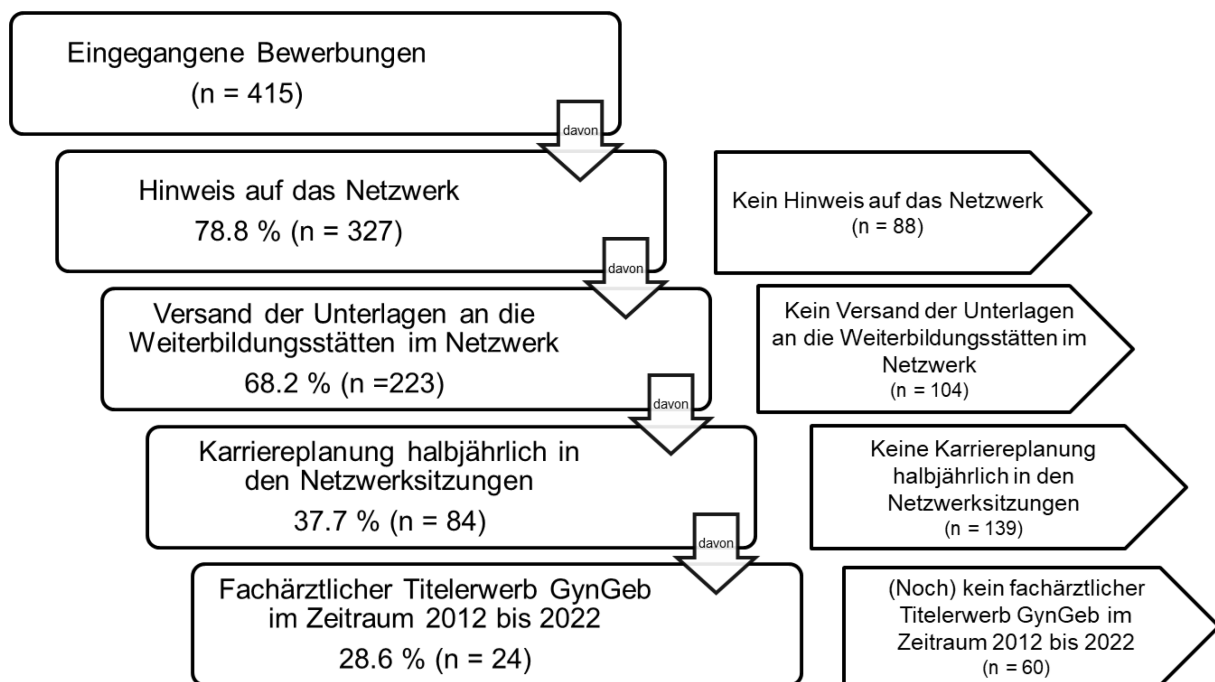 Eingegangene Bewerbungen
(n = 415)
davon
Hinweis auf das Netzwerk
78.8 % (n = 327)
Kein Hinweis auf das Netzwerk
(n = 88)
davon
Versand der Unterlagen an die
Weiterbildungsstätten im Netzwerk
68.2 % (n =223)
Kein Versand der Unterlagen
an die Weiterbildungsstätten im
Netzwerk
(n = 104)
davon
Karriereplanung halbjährlich in
den Netzwerksitzungen
37.7 % (n = 84)
Keine Karriereplanung
halbjährlich in den
Netzwerksitzungen
(n = 139)
davon
Fachärztlicher Titelerwerb GynGeb
im Zeitraum 2012 bis 2022
28.6 % (n = 24)
(Noch) kein fachärztlicher
Titelerwerb GynGeb im
Zeitraum 2012 bis 2022
(n = 60)